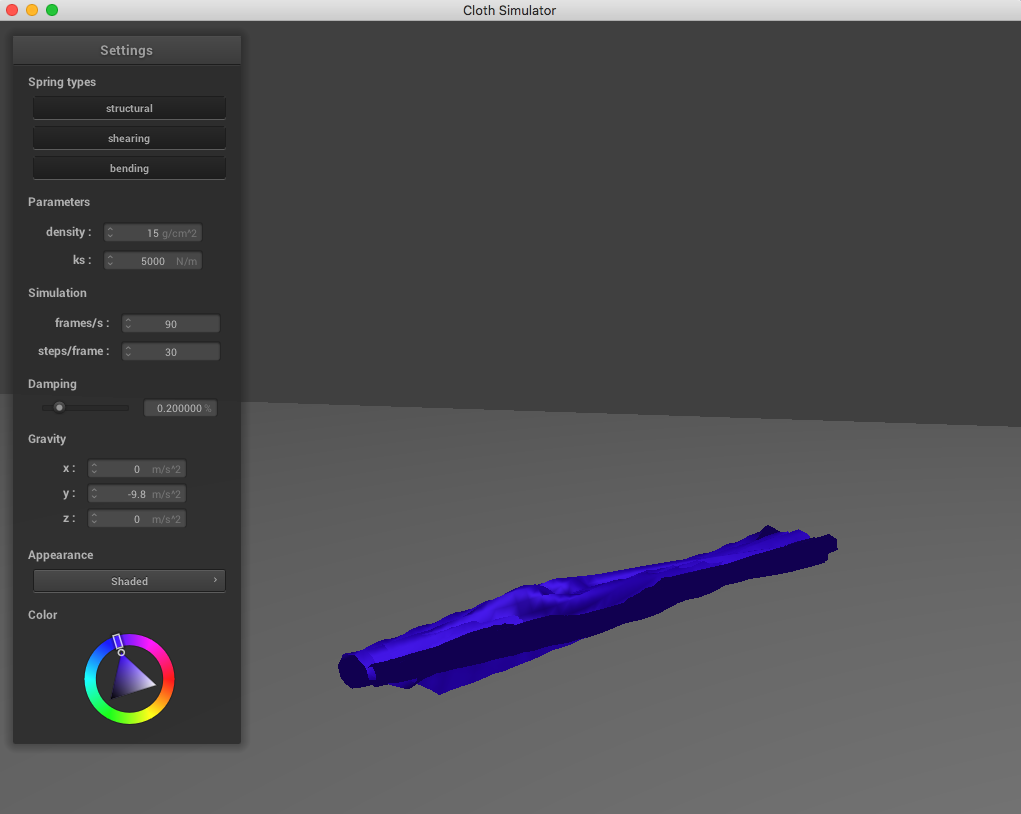 Cloth Simulator
Settings
Spring types
structural
shearing
bending
Parameters
density : 15 g/cm^2
ks : 5000 N/m
Simulation
frames/s : 90
steps/frame : 30
Damping
0.200000 %
Gravity
x : 0 m/s^2
y : -9.8 m/s^2
z : 0 m/s^2
Appearance
Shaded ›
Color